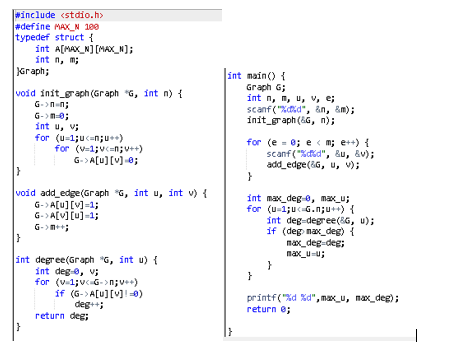 #include <stdio.h>
#define MAX_N 100
typedef struct {
    int A[MAX_N][MAX_N];
    int n, m;
}Graph;

void init_graph(Graph *G, int n) {
    G->n=n;
    G->m=0;
    int u, v;
    for (u=1;u<=n;u++)
        for (v=1;v<=n;v++)
            G->A[u][v]=0;
}

void add_edge(Graph *G, int u, int v) {
    G->A[u][v]=1;
    G->A[v][u]=1;
    G->m++;
}

int degree(Graph *G, int u) {
    int deg=0, v;
    for (v=1;v<=G->n;v++)
        if (G->A[u][v]!=0)
            deg++;
    return deg;
}

int main() {
    Graph G;
    int n, m, u, v, e;
    scanf("%d%d", &n, &m);
    init_graph(&G, n);

    for (e = 0; e < m; e++) {
        scanf("%d%d", &u, &v);
        add_edge(&G, u, v);
    }

    int max_deg=0, max_u;
    for (u=1;u<=G.n;u++) {
        int deg=degree(&G, u);
        if (deg>max_deg) {
            max_deg=deg;
            max_u=u;
        }
    }

    printf("%d %d",max_u, max_deg);
    return 0;
}